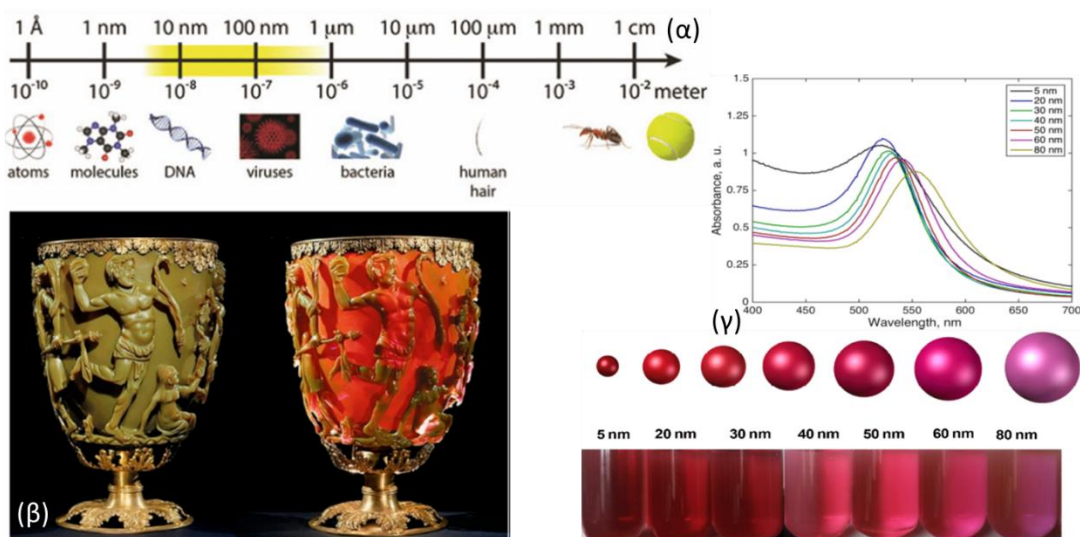 1 Å 1 nm 10 nm 100 nm 1 μm 10 μm 100 μm 1 mm 1 cm (α)
10⁻¹⁰ 10⁻⁹ 10⁻⁸ 10⁻⁷ 10⁻⁶ 10⁻⁵ 10⁻⁴ 10⁻³ 10⁻² meter
atoms molecules DNA viruses bacteria human hair
(β)
1.5
1.25
1
0.75
0.5
0.25
0
Absorbance, a. u.
5 nm
20 nm
30 nm
40 nm
50 nm
60 nm
80 nm
400 450 500 550 600 650 700
Wavelength, nm
(γ)
5 nm 20 nm 30 nm 40 nm 50 nm 60 nm 80 nm